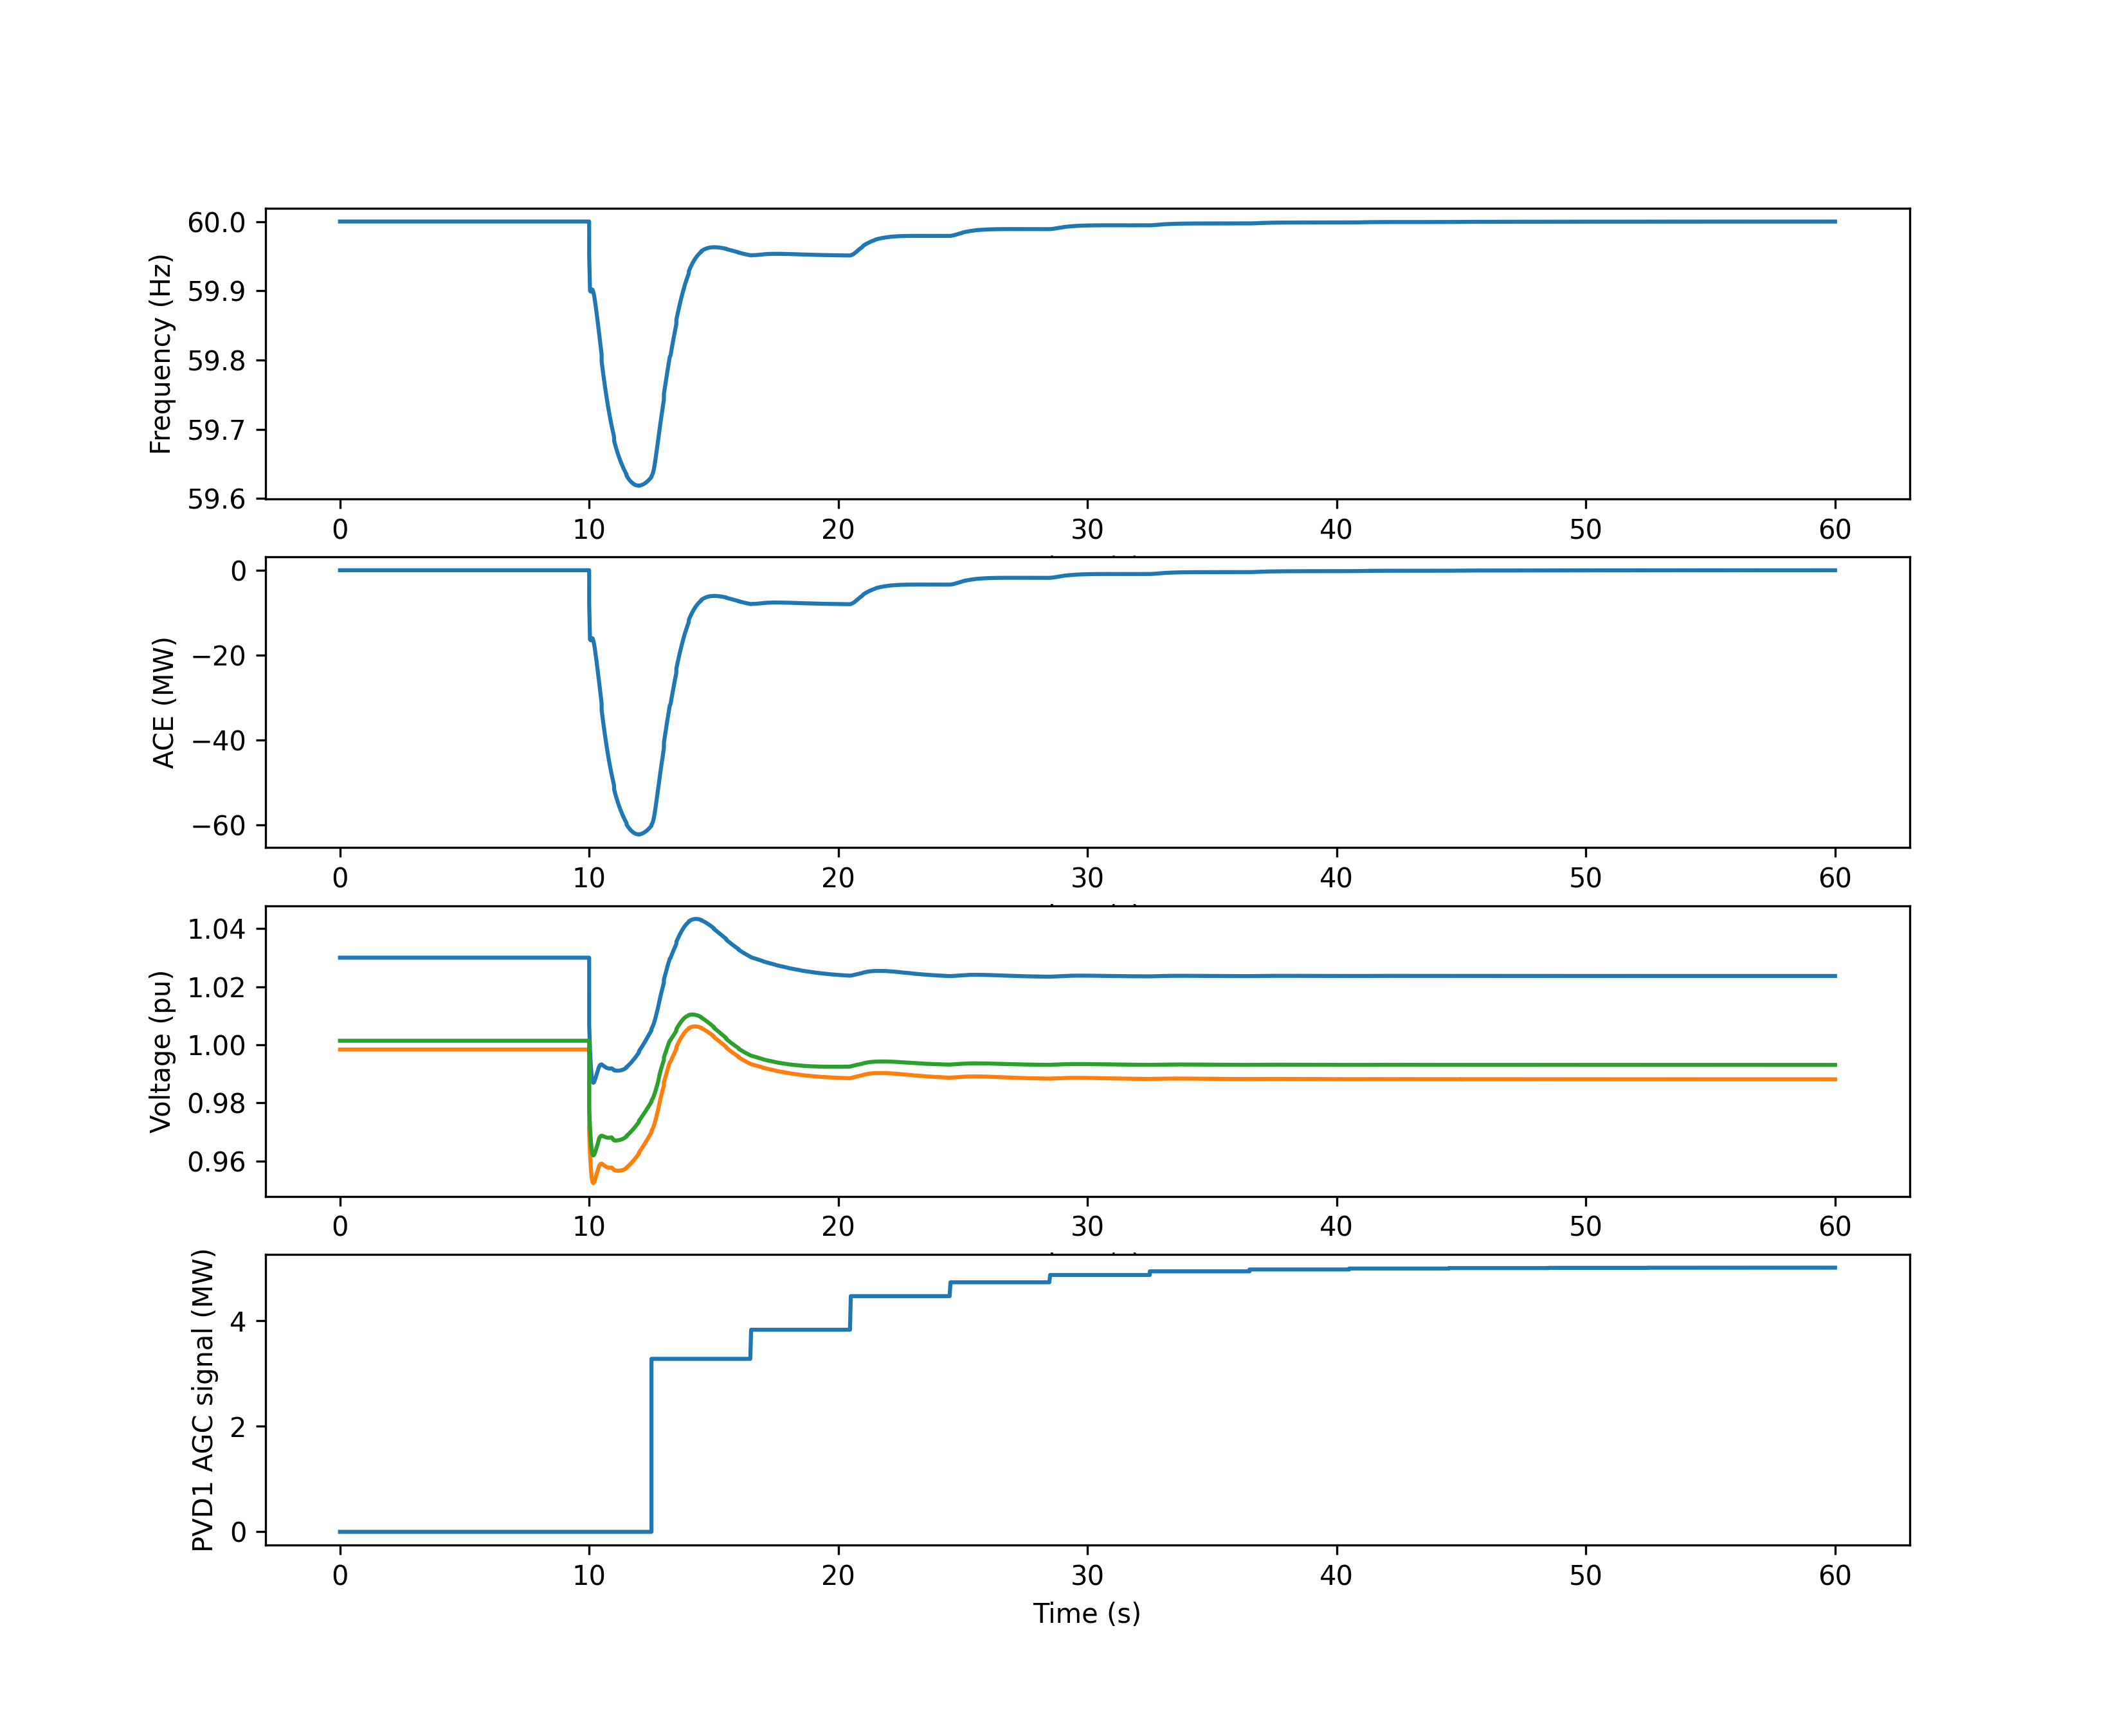 Frequency (Hz)
60.0
59.9
59.8
59.7
59.6
0 10 20 30 40 50 60
ACE (MW)
0
−20
−40
−60
0 10 20 30 40 50 60
Voltage (pu)
1.04
1.02
1.00
0.98
0.96
0 10 20 30 40 50 60
PVD1 AGC signal (MW)
4
2
0
0 10 20 30 40 50 60
Time (s)